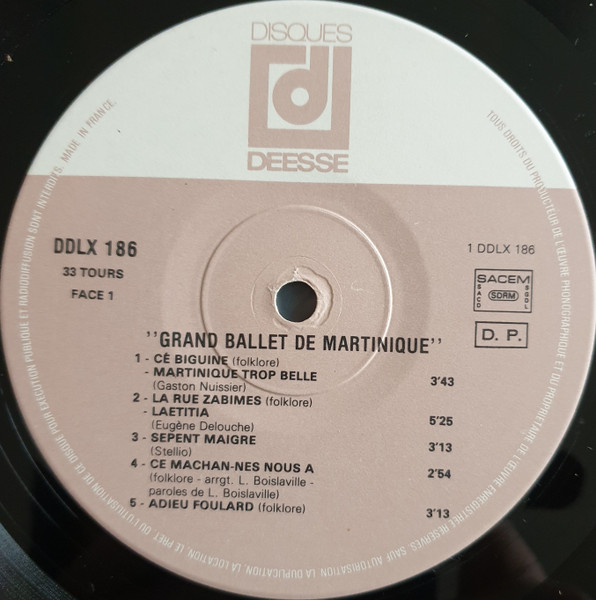 DISQUES
d
DEESSE
DDLX 186
33 TOURS
FACE 1
1 DDLX 186
SACEM
SACD
SDRM
SGDL
D. P.
''GRAND BALLET DE MARTINIQUE''
1 - CÉ BIGUINE (folklore)
- MARTINIQUE TROP BELLE
(Gaston Nuissier) 3'43
2 - LA RUE ZABIMES (folklore)
- LAETITIA
(Eugène Delouche) 5'25
3 - SEPENT MAIGRE 3'13
(Stellio)
4 - CE MACHAN-NES NOUS A 2'54
(folklore - arrgt. L. Boislaville -
paroles de L. Boislaville)
5 - ADIEU FOULARD (folklore) 3'13
TOUS DROITS DU PRODUCTEUR DE L'ŒUVRE PHONOGRAPHIQUE ET DU PROPRIETAIRE DE L'ŒUVRE ENREGISTREE RESERVES. SAUF AUTORISATION LA DUPLICATION, LA LOCATION, LE PRET OU L'UTILISATION DE CE DISQUE POUR EXECUTION PUBLIQUE ET RADIODIFFUSION SONT INTERDITS. MADE IN FRANCE.